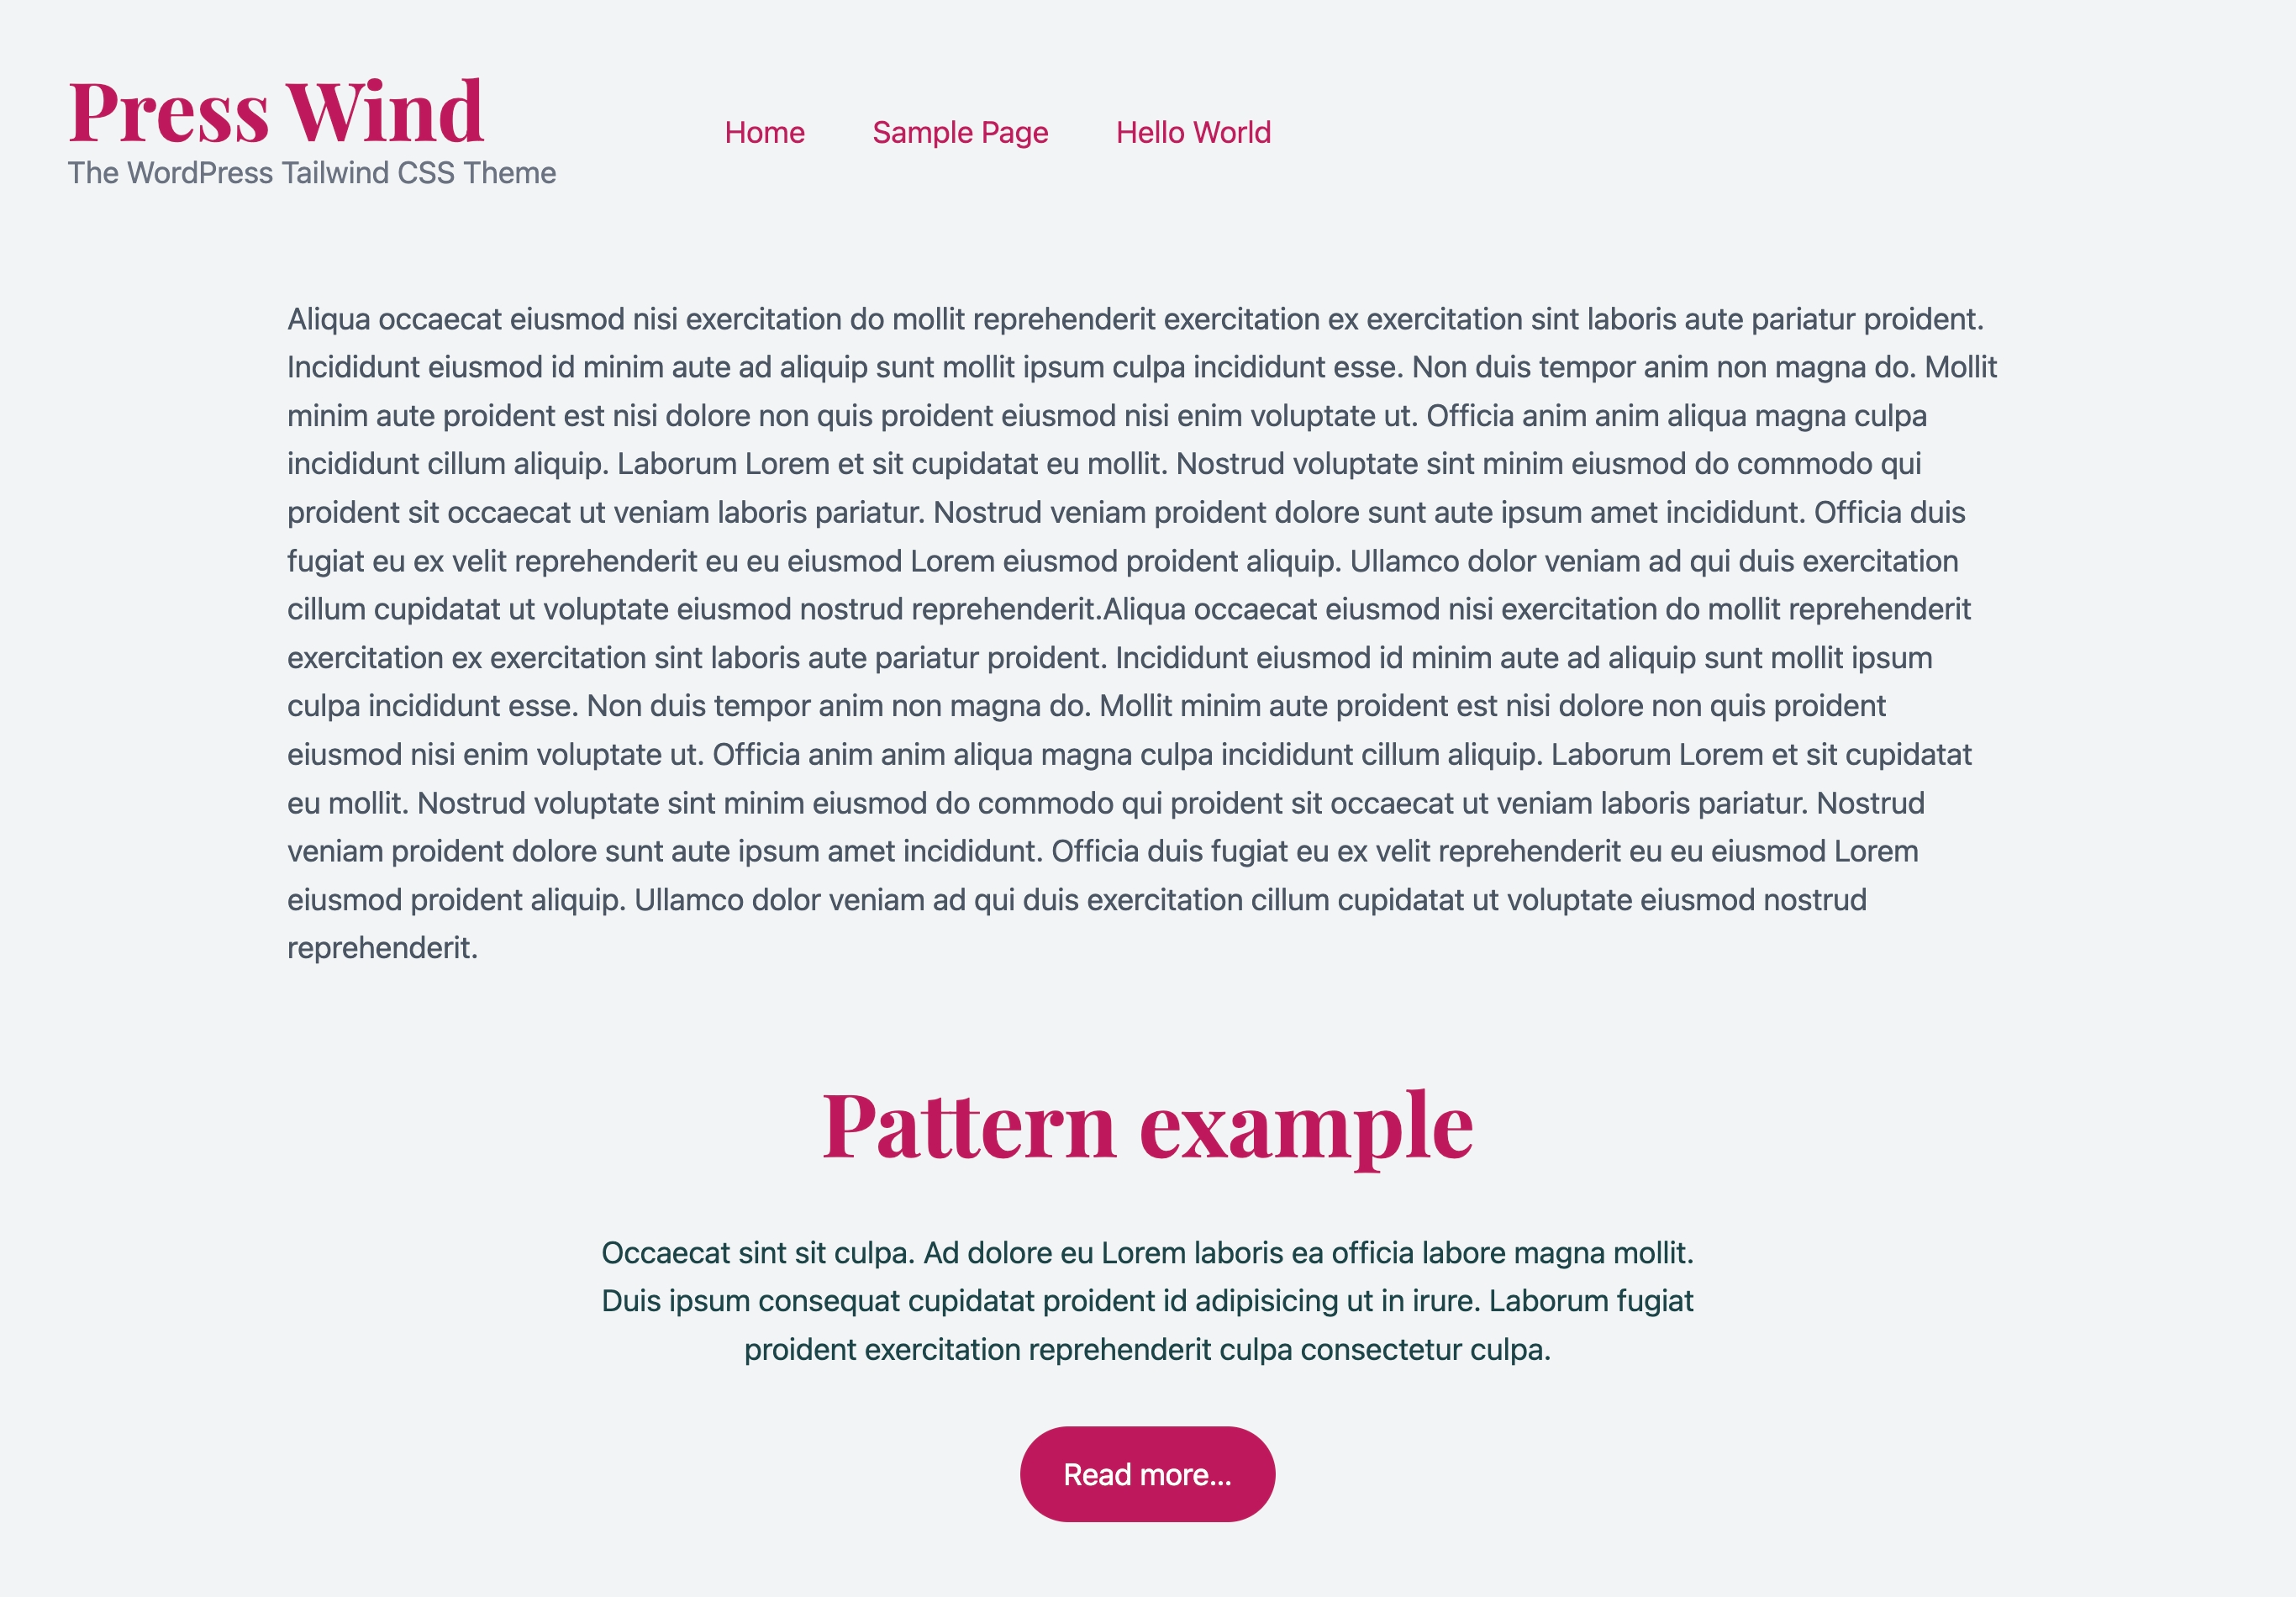 Press Wind
The WordPress Tailwind CSS Theme
Home Sample Page Hello World
Aliqua occaecat eiusmod nisi exercitation do mollit reprehenderit exercitation ex exercitation sint laboris aute pariatur proident.
Incididunt eiusmod id minim aute ad aliquip sunt mollit ipsum culpa incididunt esse. Non duis tempor anim non magna do. Mollit
minim aute proident est nisi dolore non quis proident eiusmod nisi enim voluptate ut. Officia anim anim aliqua magna culpa
incididunt cillum aliquip. Laborum Lorem et sit cupidatat eu mollit. Nostrud voluptate sint minim eiusmod do commodo qui
proident sit occaecat ut veniam laboris pariatur. Nostrud veniam proident dolore sunt aute ipsum amet incididunt. Officia duis
fugiat eu ex velit reprehenderit eu eu eiusmod Lorem eiusmod proident aliquip. Ullamco dolor veniam ad qui duis exercitation
cillum cupidatat ut voluptate eiusmod nostrud reprehenderit.Aliqua occaecat eiusmod nisi exercitation do mollit reprehenderit
exercitation ex exercitation sint laboris aute pariatur proident. Incididunt eiusmod id minim aute ad aliquip sunt mollit ipsum
culpa incididunt esse. Non duis tempor anim non magna do. Mollit minim aute proident est nisi dolore non quis proident
eiusmod nisi enim voluptate ut. Officia anim anim aliqua magna culpa incididunt cillum aliquip. Laborum Lorem et sit cupidatat
eu mollit. Nostrud voluptate sint minim eiusmod do commodo qui proident sit occaecat ut veniam laboris pariatur. Nostrud
veniam proident dolore sunt aute ipsum amet incididunt. Officia duis fugiat eu ex velit reprehenderit eu eu eiusmod Lorem
eiusmod proident aliquip. Ullamco dolor veniam ad qui duis exercitation cillum cupidatat ut voluptate eiusmod nostrud
reprehenderit.
Pattern example
Occaecat sint sit culpa. Ad dolore eu Lorem laboris ea officia labore magna mollit.
Duis ipsum consequat cupidatat proident id adipisicing ut in irure. Laborum fugiat
proident exercitation reprehenderit culpa consectetur culpa.
Read more...